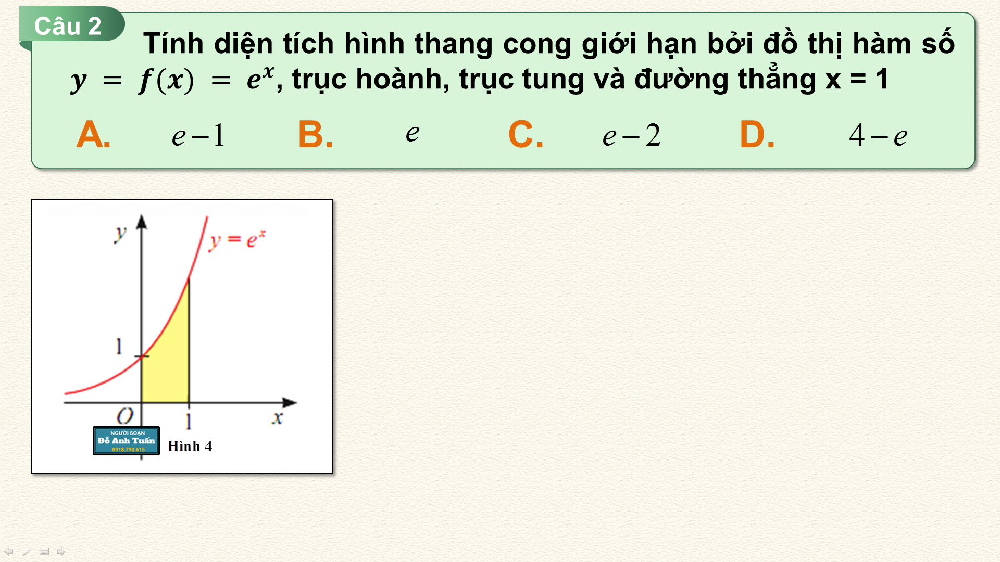 Câu 2
Tính diện tích hình thang cong giới hạn bởi đồ thị hàm số
y = f(x) = eˣ, trục hoành, trục tung và đường thẳng x = 1
A. e − 1 B. e C. e − 2 D. 4 − e
y
y = eˣ
1
O 1 x
NGƯỜI SOẠN
Đỗ Anh Tuấn
0918.790.615
Hình 4